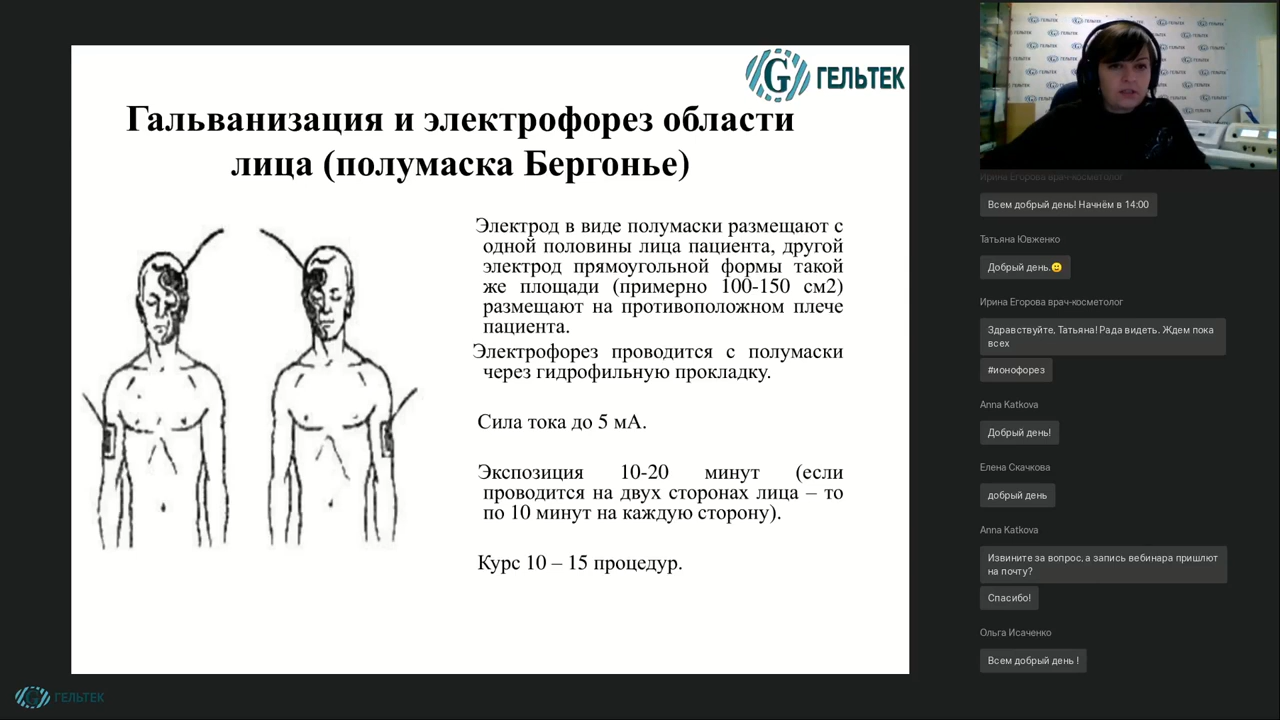 ГЕЛЬТЕК
Гальванизация и электрофорез области
лица (полумаска Бергонье)
Электрод в виде полумаски размещают с
одной половины лица пациента, другой
электрод прямоугольной формы такой
же площади (примерно 100-150 см2)
размещают на противоположном плече
пациента.
Электрофорез проводится с полумаски
через гидрофильную прокладку.
Сила тока до 5 мА.
Экспозиция 10-20 минут (если
проводится на двух сторонах лица – то
по 10 минут на каждую сторону).
Курс 10 – 15 процедур.
ГЕЛЬТЕК
Ирина Егорова врач-косметолог
Всем добрый день! Начнём в 14:00
Татьяна Ювженко
Добрый день.🙂
Ирина Егорова врач-косметолог
Здравствуйте, Татьяна! Рада видеть. Ждем пока
всех
#ионофорез
Anna Katkova
Добрый день!
Елена Скачкова
добрый день
Anna Katkova
Извините за вопрос, а запись вебинара пришлют
на почту?
Спасибо!
Ольга Исаченко
Всем добрый день !